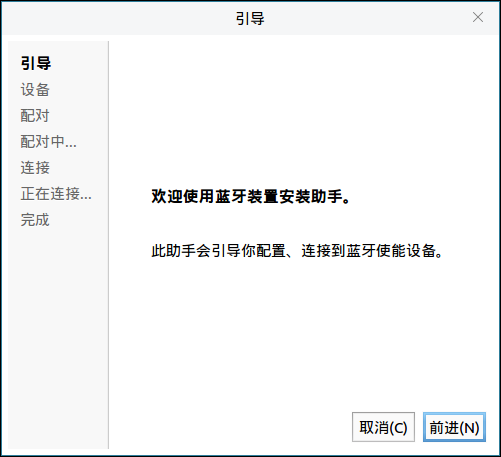 引导
引导
设备
配对
配对中...
连接
正在连接...
完成
欢迎使用蓝牙装置安装助手。
此助手会引导你配置、连接到蓝牙使能设备。
取消(C)
前进(N)